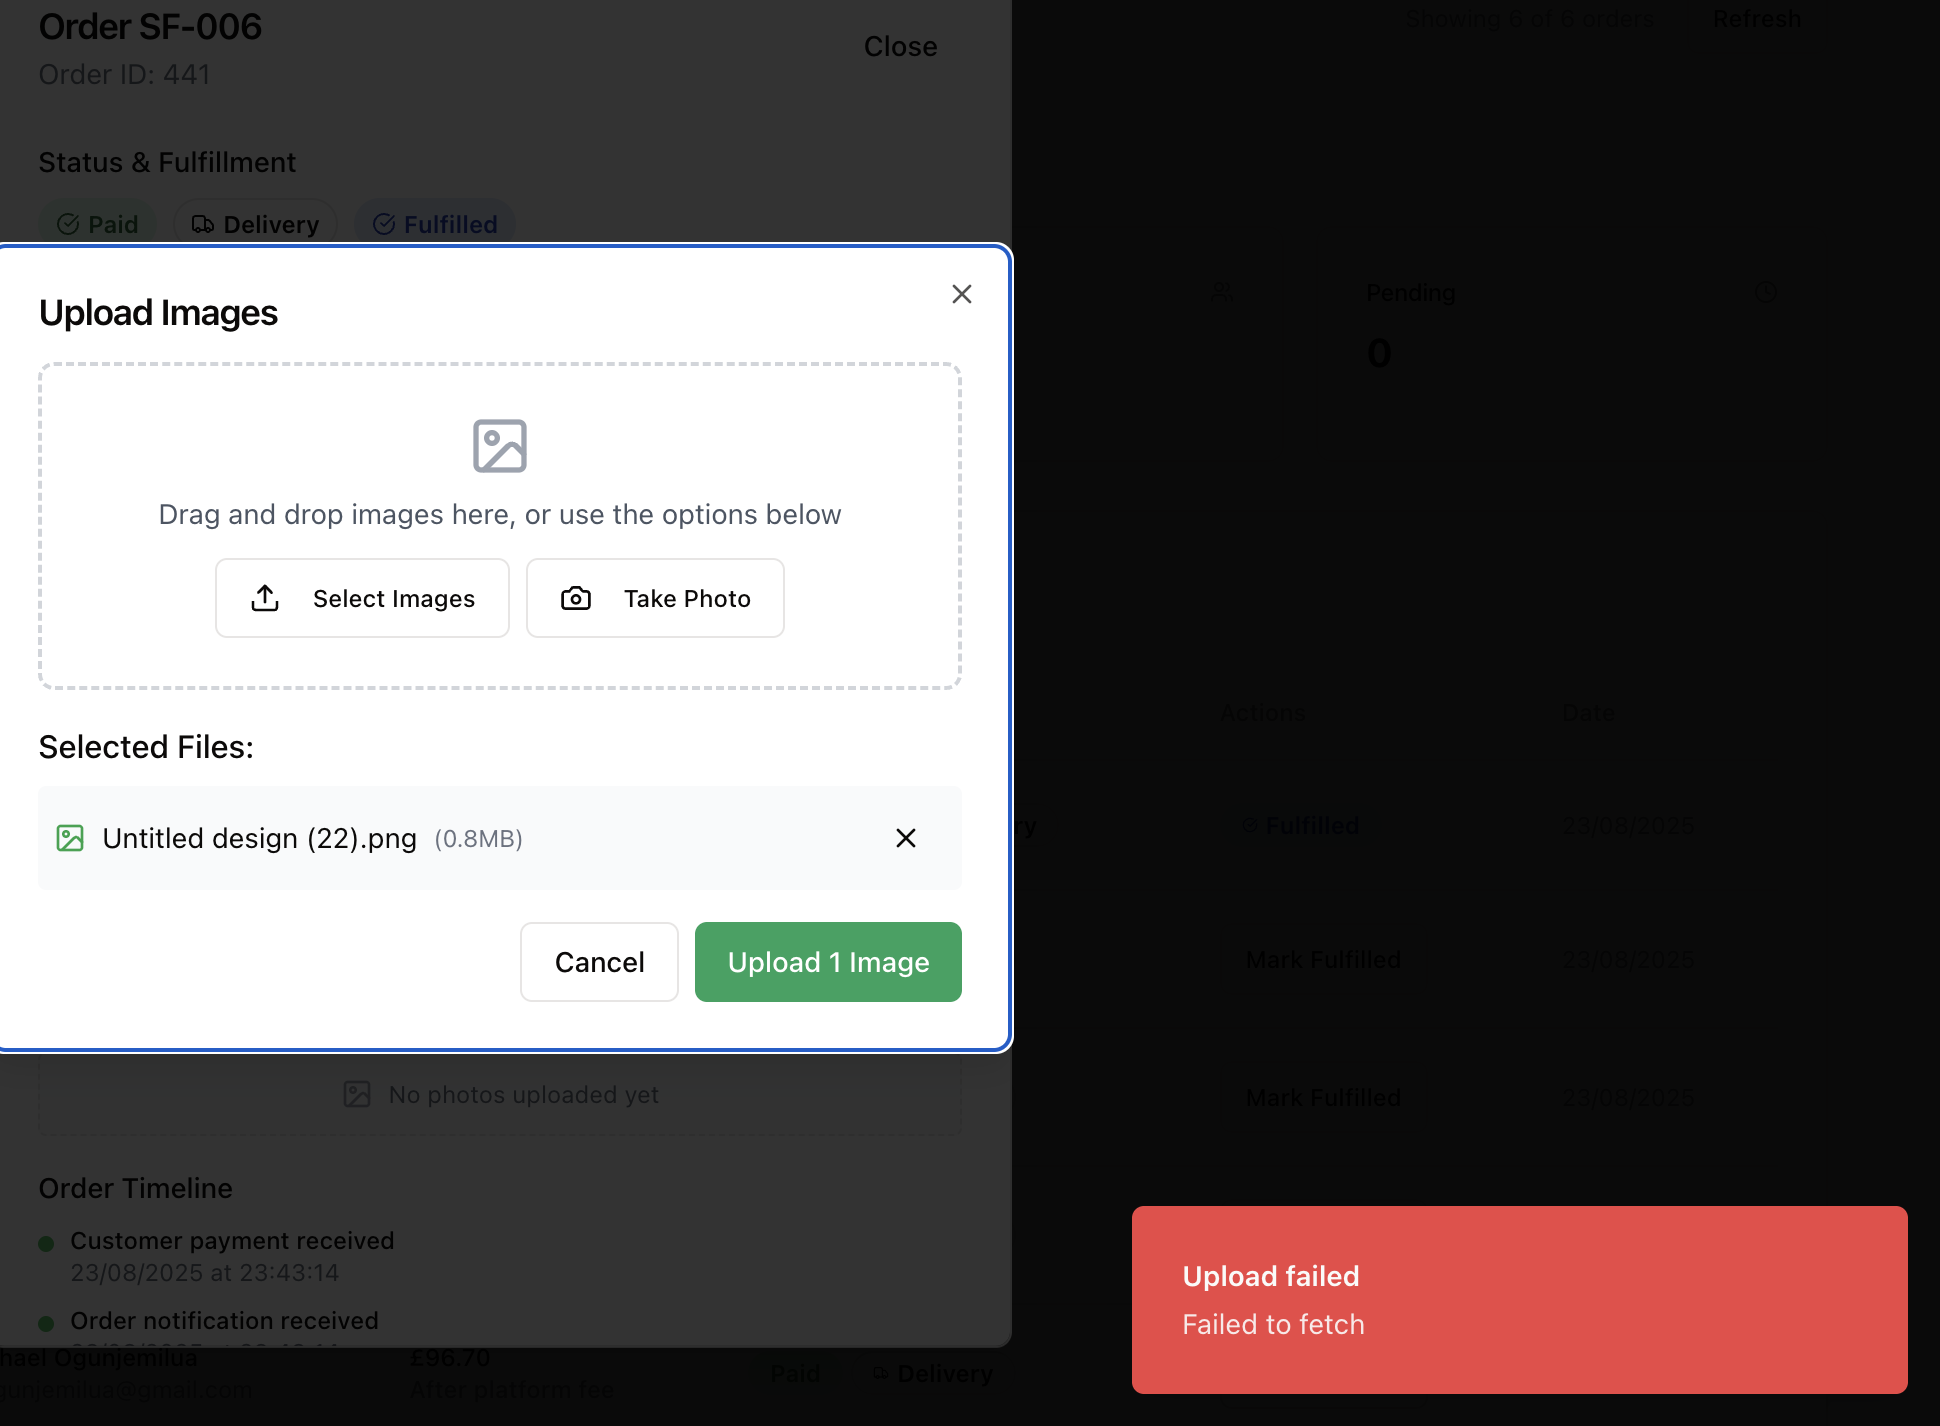 Order SF-006
Order ID: 441
Close
Showing 6 of 6 orders
Refresh
Status & Fulfillment
Paid
Delivery
Fulfilled
Upload Images
Drag and drop images here, or use the options below
Select Images
Take Photo
Selected Files:
Untitled design (22).png (0.8MB)
Cancel
Upload 1 Image
No photos uploaded yet
Order Timeline
Customer payment received
23/08/2025 at 23:43:14
Order notification received
Pending
0
Actions
Date
Fulfilled
23/08/2025
Mark Fulfilled
23/08/2025
Mark Fulfilled
23/08/2025
Ogunjemilua
£96.70
After platform fee
Paid
Delivery
Upload failed
Failed to fetch